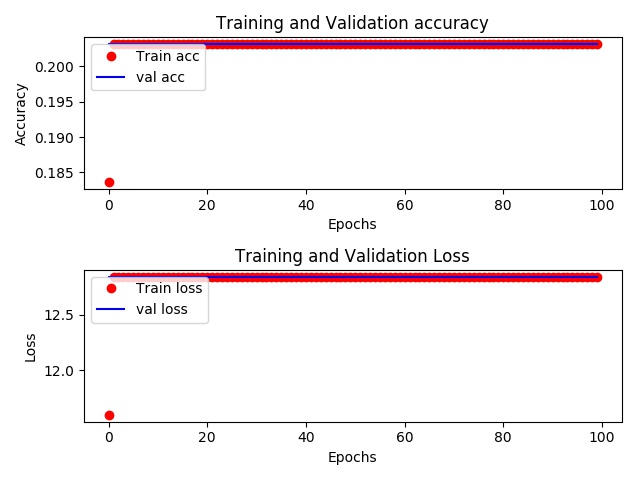 Training and Validation accuracy
0.200
0.195
0.190
0.185
Accuracy
Train acc
val acc
0 20 40 60 80 100
Epochs
Training and Validation Loss
12.5
12.0
Loss
Train loss
val loss
0 20 40 60 80 100
Epochs